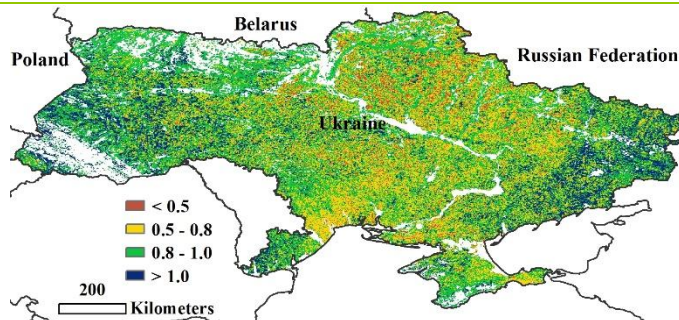 Belarus
Poland
Russian Federation
Ukraine
< 0.5
0.5 - 0.8
0.8 - 1.0
> 1.0
200
Kilometers